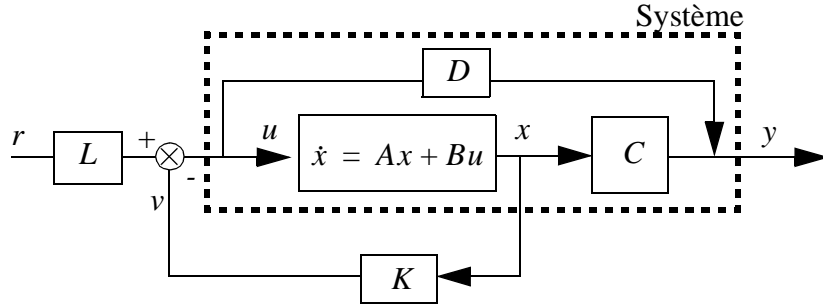 Système
D
r
L
+
-
u
ẋ = Ax + Bu
x
C
y
v
K